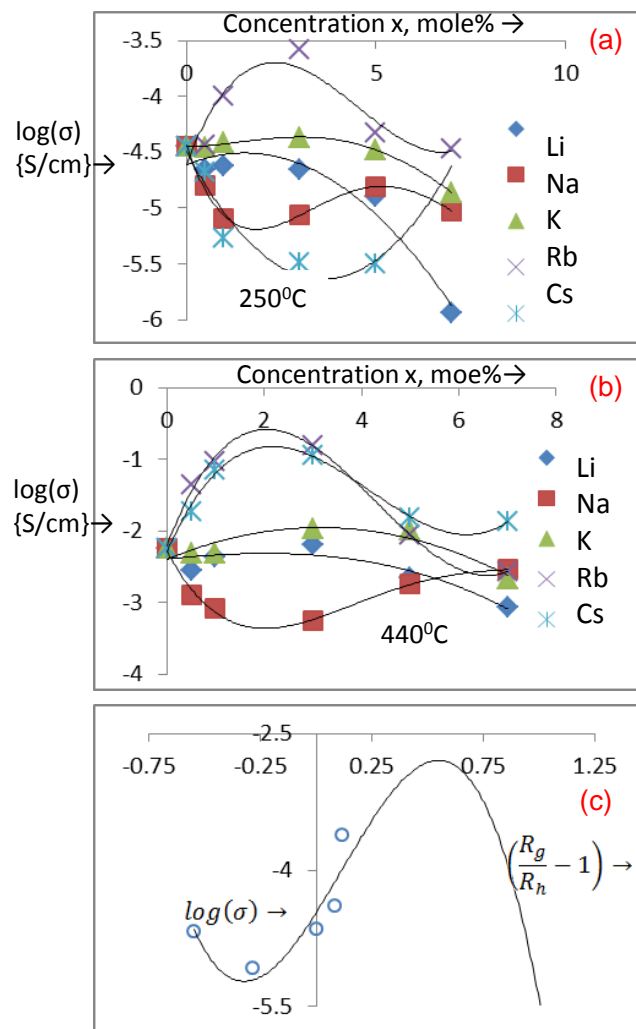 Concentration x, mole% →
(a)
-3.5
0
5
10
-4
log(σ)
{S/cm}→
-4.5
-5
-5.5
-6
Li
Na
K
Rb
Cs
250⁰C
Concentration x, moe%→
(b)
0
0
2
4
6
8
-1
log(σ)
{S/cm}→
-2
-3
-4
Li
Na
K
Rb
Cs
440⁰C
-2.5
-0.75
-0.25
0.25
0.75
1.25
(c)
(R_g/R_h − 1) →
-4
log(σ) →
-5.5